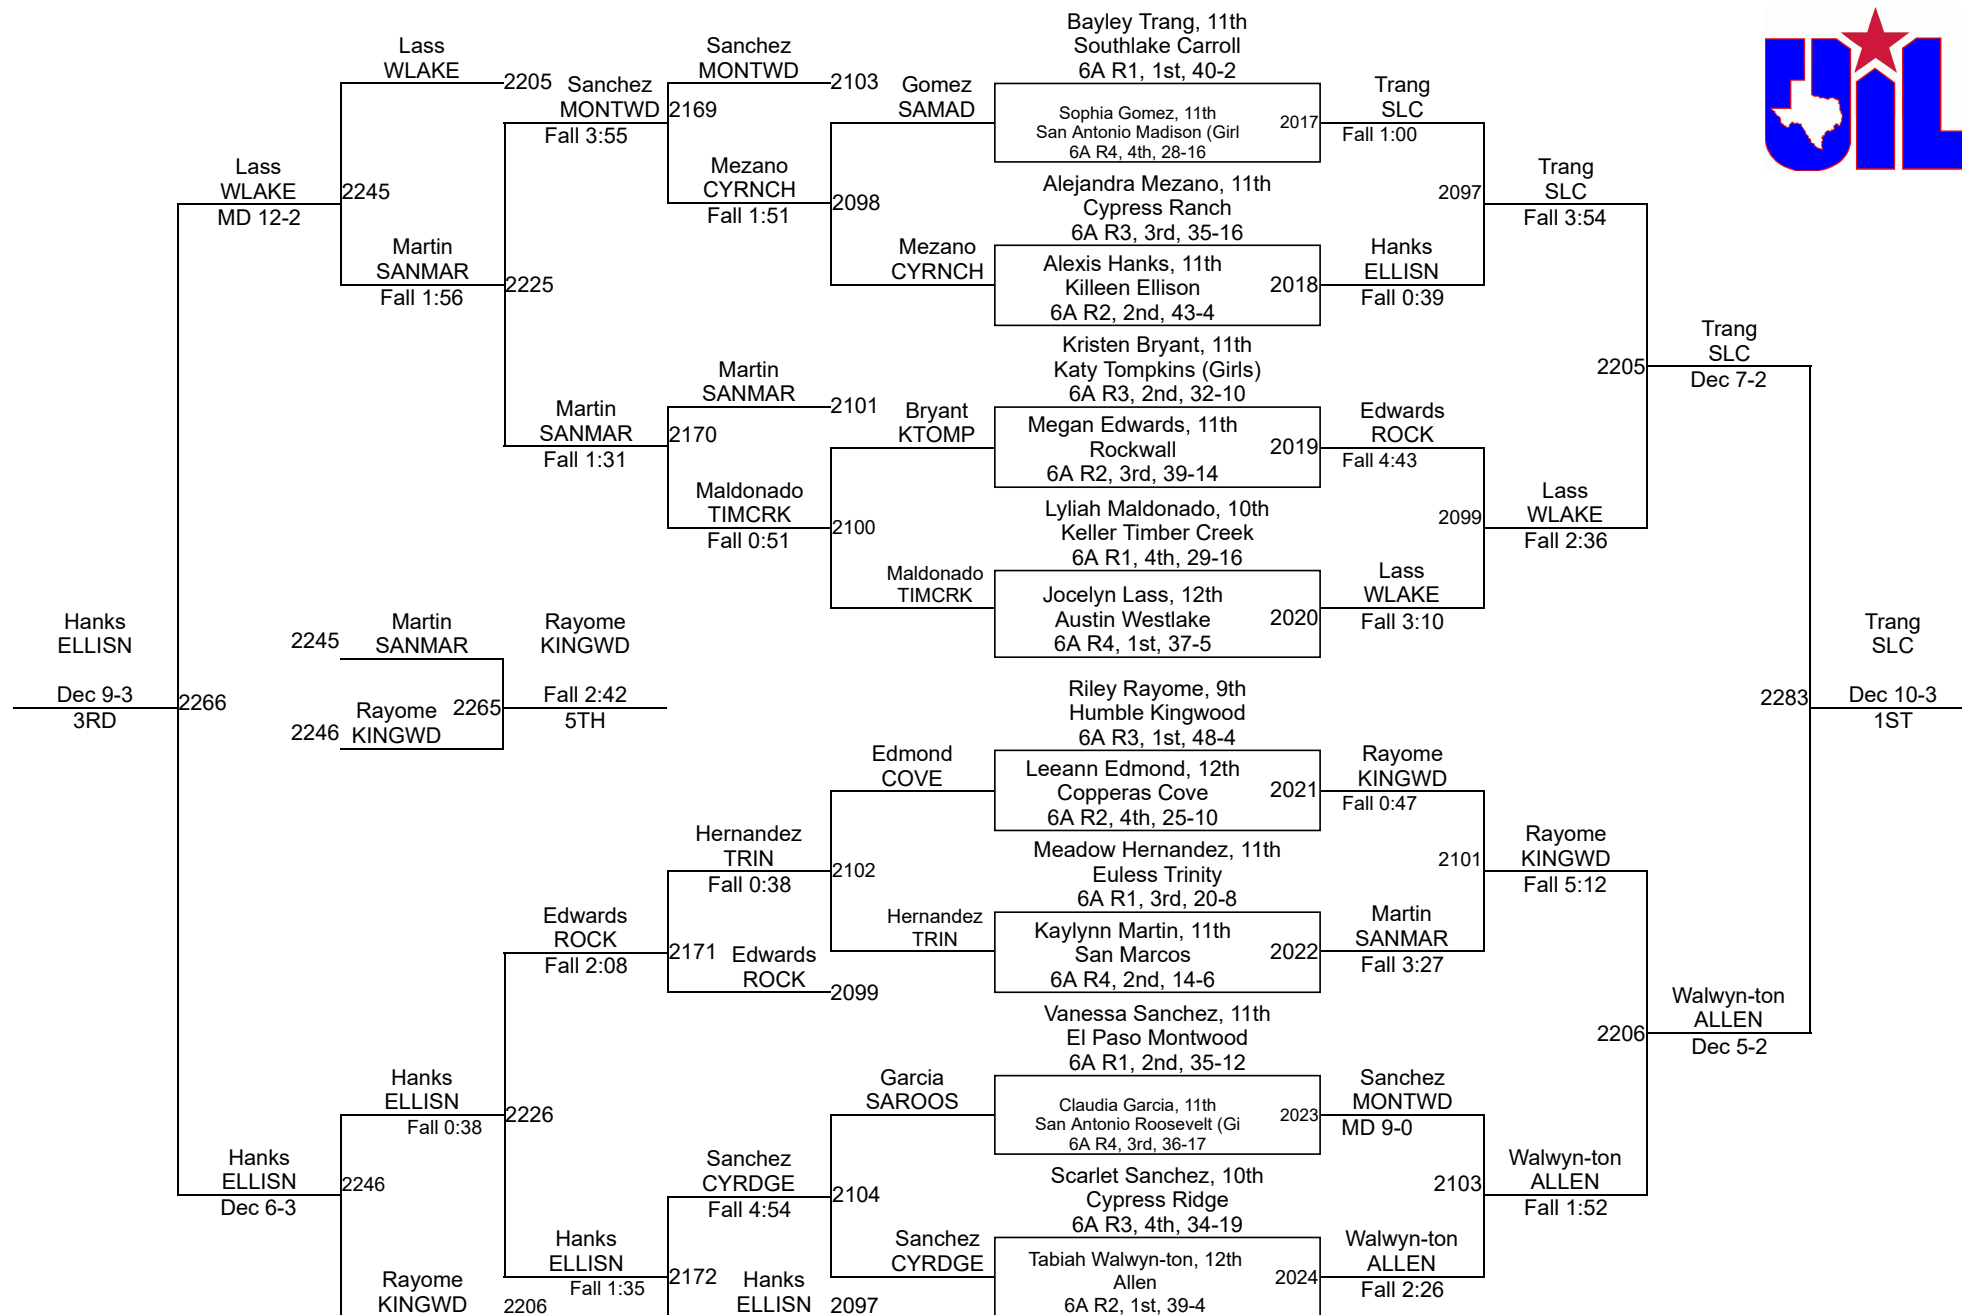 Bayley Trang, 11th
Southlake Carroll
6A R1, 1st, 40-2
Sophia Gomez, 11th
San Antonio Madison (Girl
6A R4, 4th, 28-16
2017
Alejandra Mezano, 11th
Cypress Ranch
6A R3, 3rd, 35-16
Alexis Hanks, 11th
Killeen Ellison
6A R2, 2nd, 43-4
2018
Kristen Bryant, 11th
Katy Tompkins (Girls)
6A R3, 2nd, 32-10
Megan Edwards, 11th
Rockwall
6A R2, 3rd, 39-14
2019
Lyliah Maldonado, 10th
Keller Timber Creek
6A R1, 4th, 29-16
Jocelyn Lass, 12th
Austin Westlake
6A R4, 1st, 37-5
2020
Riley Rayome, 9th
Humble Kingwood
6A R3, 1st, 48-4
Leeann Edmond, 12th
Copperas Cove
6A R2, 4th, 25-10
2021
Meadow Hernandez, 11th
Euless Trinity
6A R1, 3rd, 20-8
Kaylynn Martin, 11th
San Marcos
6A R4, 2nd, 14-6
2022
Vanessa Sanchez, 11th
El Paso Montwood
6A R1, 2nd, 35-12
Claudia Garcia, 11th
San Antonio Roosevelt (Gi
6A R4, 3rd, 36-17
2023
Scarlet Sanchez, 10th
Cypress Ridge
6A R3, 4th, 34-19
Tabiah Walwyn-ton, 12th
Allen
6A R2, 1st, 39-4
2024
Trang
SLC
Fall 1:00
2097
Hanks
ELLISN
Fall 0:39
Edwards
ROCK
Fall 4:43
2099
Lass
WLAKE
Fall 3:10
Rayome
KINGWD
Fall 0:47
2101
Martin
SANMAR
Fall 3:27
Sanchez
MONTWD
MD 9-0
2103
Walwyn-ton
ALLEN
Fall 2:26
Trang
SLC
Fall 3:54
2205
Lass
WLAKE
Fall 2:36
Rayome
KINGWD
Fall 5:12
2206
Walwyn-ton
ALLEN
Fall 1:52
Trang
SLC
Dec 7-2
2283
Walwyn-ton
ALLEN
Dec 5-2
Trang
SLC
Dec 10-3
1ST
UIL
Gomez
SAMAD
2098
Mezano
CYRNCH
Bryant
KTOMP
2100
Maldonado
TIMCRK
Edmond
COVE
2102
Hernandez
TRIN
Garcia
SAROOS
2104
Sanchez
CYRDGE
Sanchez
MONTWD
2103
2169
Mezano
CYRNCH
Fall 1:51
Martin
SANMAR
2101
2170
Maldonado
TIMCRK
Fall 0:51
Hernandez
TRIN
Fall 0:38
2171
Edwards
ROCK
2099
Sanchez
CYRDGE
Fall 4:54
2172
Hanks
ELLISN
2097
Sanchez
MONTWD
Fall 3:55
2225
Martin
SANMAR
Fall 1:31
Edwards
ROCK
Fall 2:08
2226
Hanks
ELLISN
Fall 1:35
Lass
WLAKE
2205
2245
Martin
SANMAR
Fall 1:56
Hanks
ELLISN
Fall 0:38
2246
Rayome
KINGWD
2206
Lass
WLAKE
MD 12-2
2266
Hanks
ELLISN
Dec 6-3
Hanks
ELLISN
Dec 9-3
3RD
2245
Martin
SANMAR
2246
Rayome
KINGWD
2265
Rayome
KINGWD
Fall 2:42
5TH